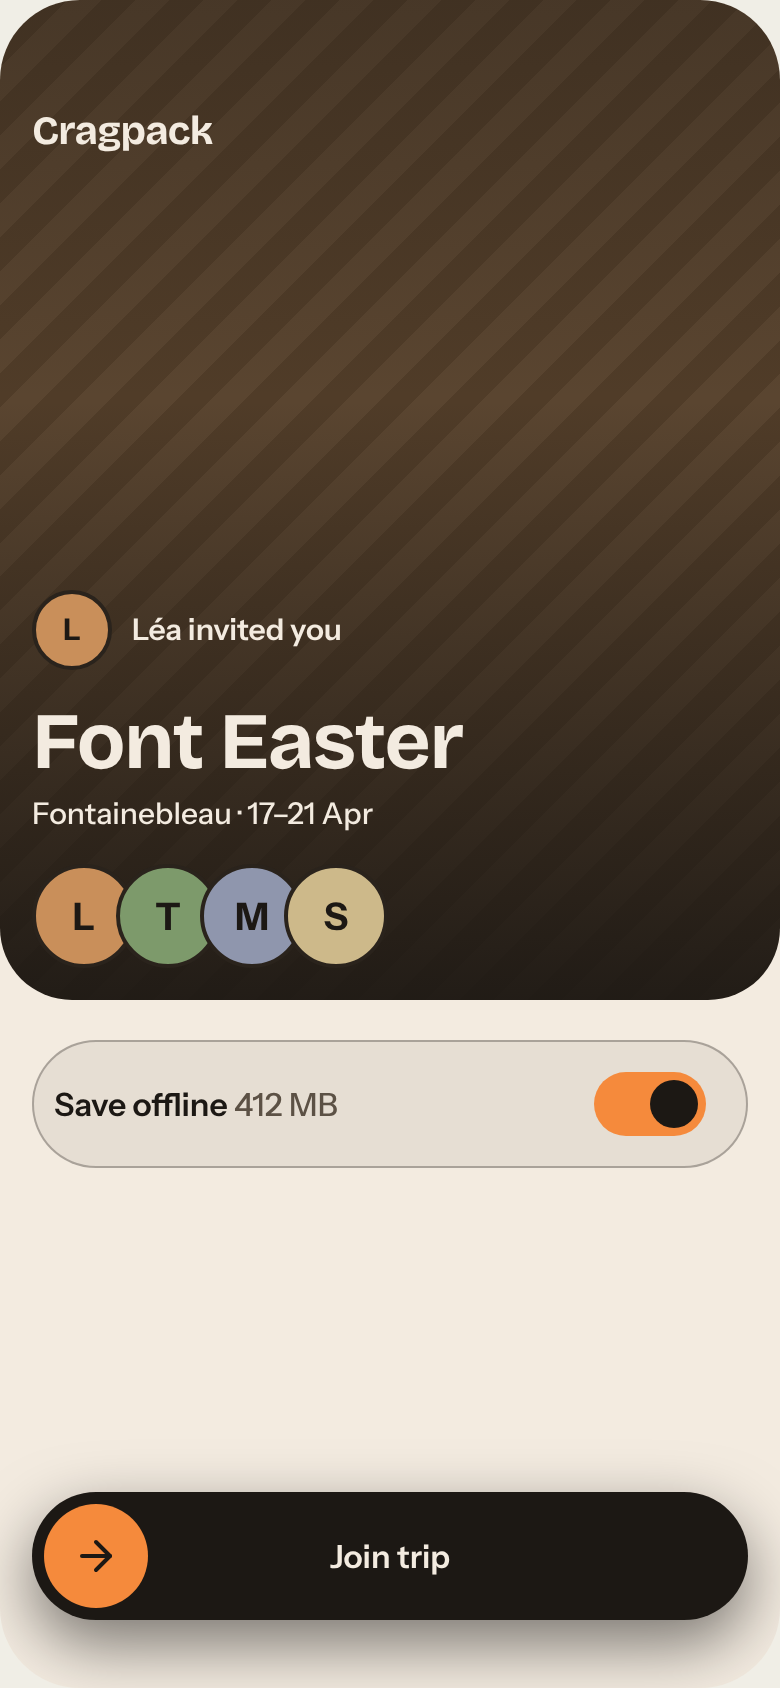 Cragpack
L Léa invited you
Font Easter
Fontainebleau · 17–21 Apr
L T M S
Save offline 412 MB
Join trip